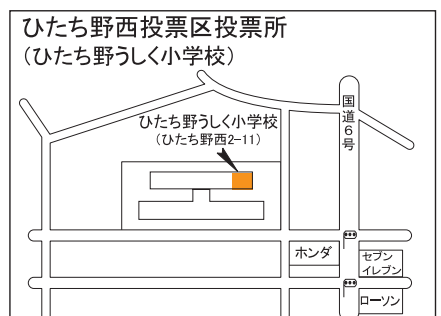 ひたち野西投票区投票所
(ひたち野うしく小学校)
国道6号
ひたち野うしく小学校
(ひたち野西2-11)
ホンダ
セブン
イレブン
ローソン